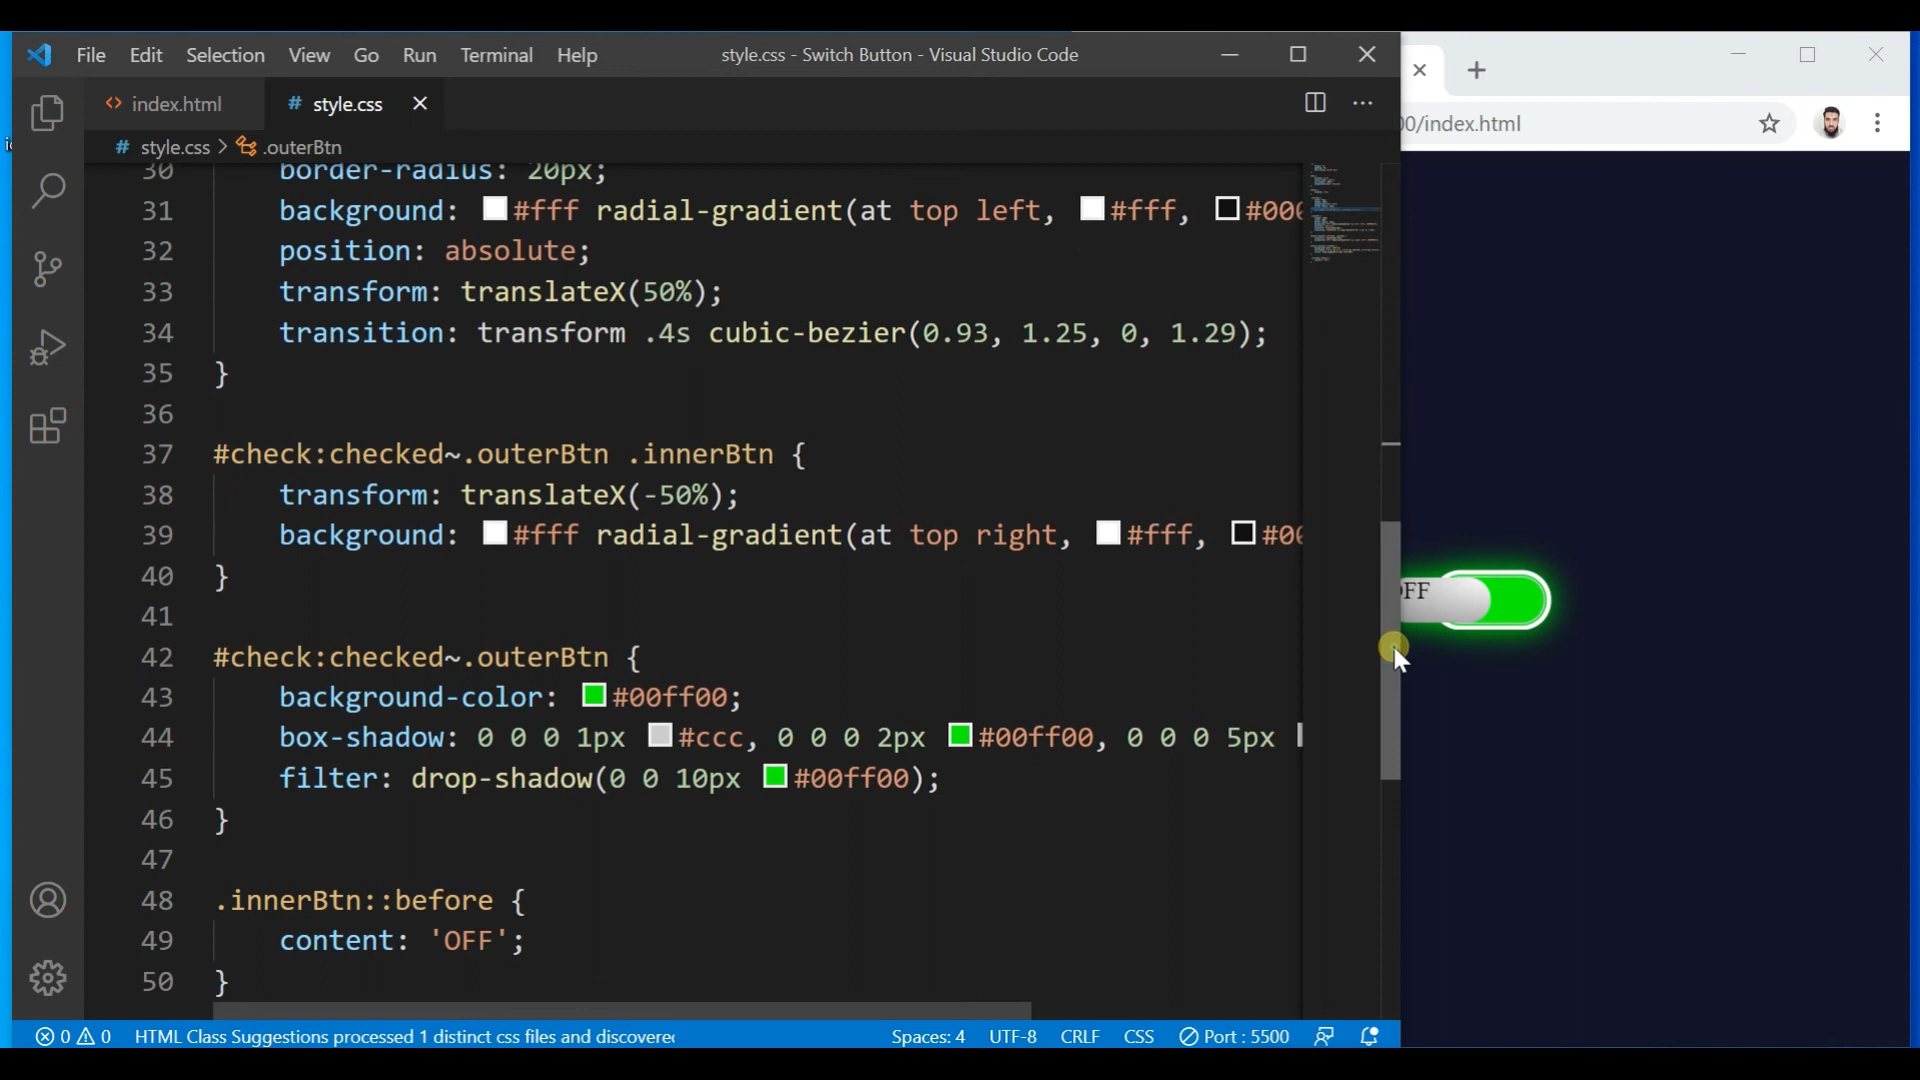 File Edit Selection View Go Run Terminal Help style.css - Switch Button - Visual Studio Code
index.html # style.css
00/index.html
# style.css > .outerBtn
30 border-radius: 20px;
31 background: #fff radial-gradient(at top left, #fff, #000
32 position: absolute;
33 transform: translateX(50%);
34 transition: transform .4s cubic-bezier(0.93, 1.25, 0, 1.29);
35 }
36
37 #check:checked~.outerBtn .innerBtn {
38 transform: translateX(-50%);
39 background: #fff radial-gradient(at top right, #fff, #00
40 }
41
42 #check:checked~.outerBtn {
43 background-color: #00ff00;
44 box-shadow: 0 0 0 1px #ccc, 0 0 0 2px #00ff00, 0 0 0 5px
45 filter: drop-shadow(0 0 10px #00ff00);
46 }
47
48 .innerBtn::before {
49 content: 'OFF';
50 }
OFF
0 0 HTML Class Suggestions processed 1 distinct css files and discovered Spaces: 4 UTF-8 CRLF CSS Port : 5500